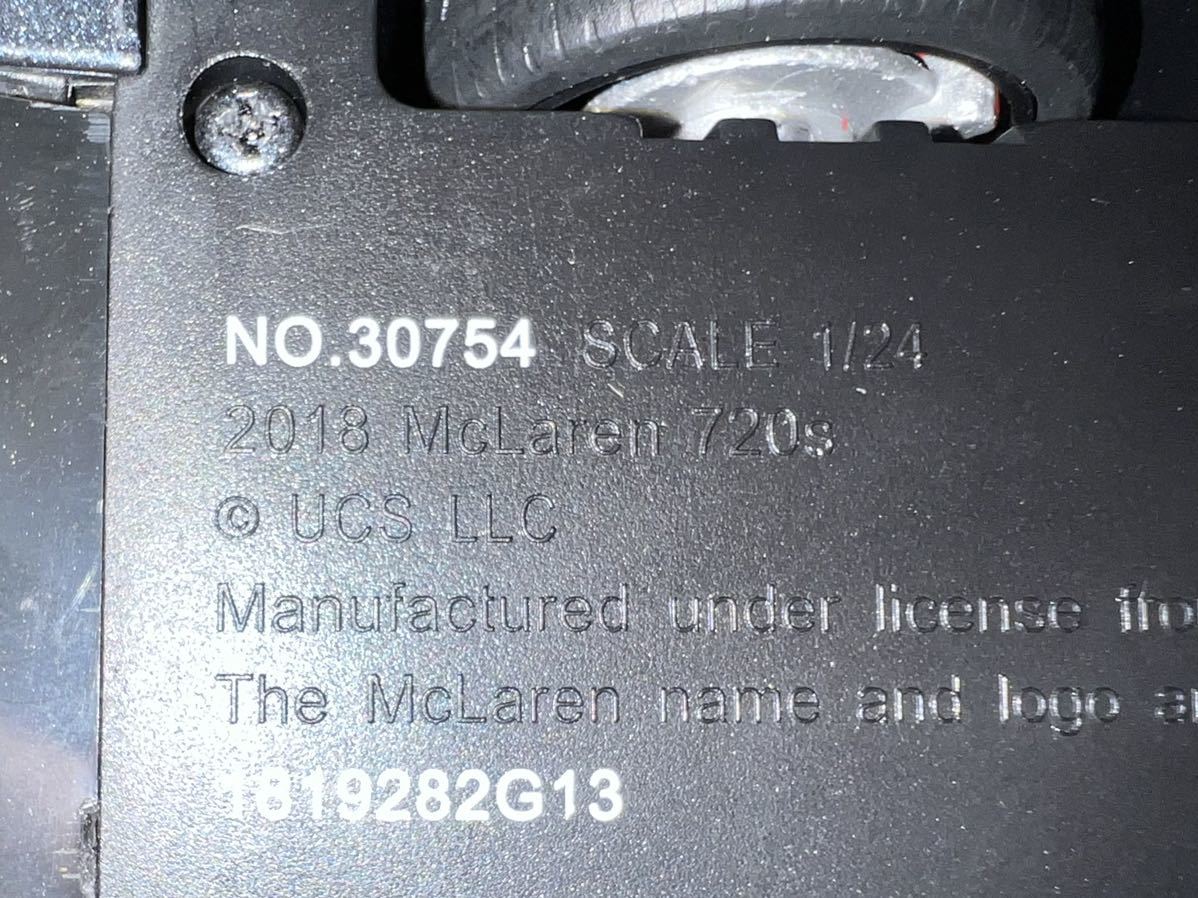 NO.30754 SCALE 1/24
2018 McLaren 720s
© UCS LLC
Manufactured under license fro
The McLaren name and logo a
1819282G13